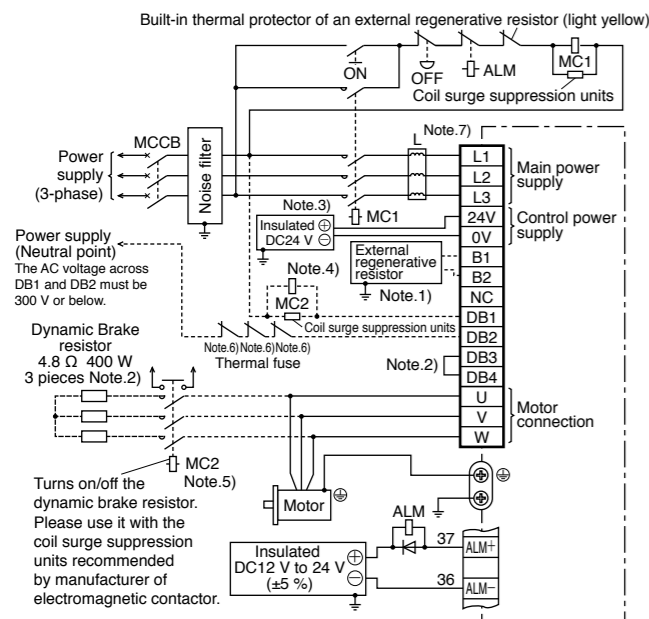 Built-in thermal protector of an external regenerative resistor (light yellow)
ON
OFF
ALM
MC1
Coil surge suppression units
Note.7)
L
MCCB
Power
supply
(3-phase)
Noise filter
L1
L2
L3
Main power
supply
Note.3)
MC1
24V
0V
Control power
supply
Insulated
DC24 V
Power supply
(Neutral point)
The AC voltage across
DB1 and DB2 must be
300 V or below.
External
regenerative
resistor
B1
B2
Note.4)
Note.1)
NC
MC2
Coil surge suppression units
DB1
DB2
Note.6)Note.6)Note.6)
Thermal fuse
Dynamic Brake
resistor
4.8 Ω 400 W
3 pieces Note.2)
Note.2)
DB3
DB4
U
V
W
Motor
connection
MC2
Note.5)
Turns on/off the
dynamic brake resistor.
Please use it with the
coil surge suppression
units recommended
by manufacturer of
electromagnetic contactor.
Motor
ALM
Insulated
DC12 V to 24 V
(±5 %)
37
ALM+
36
ALM−